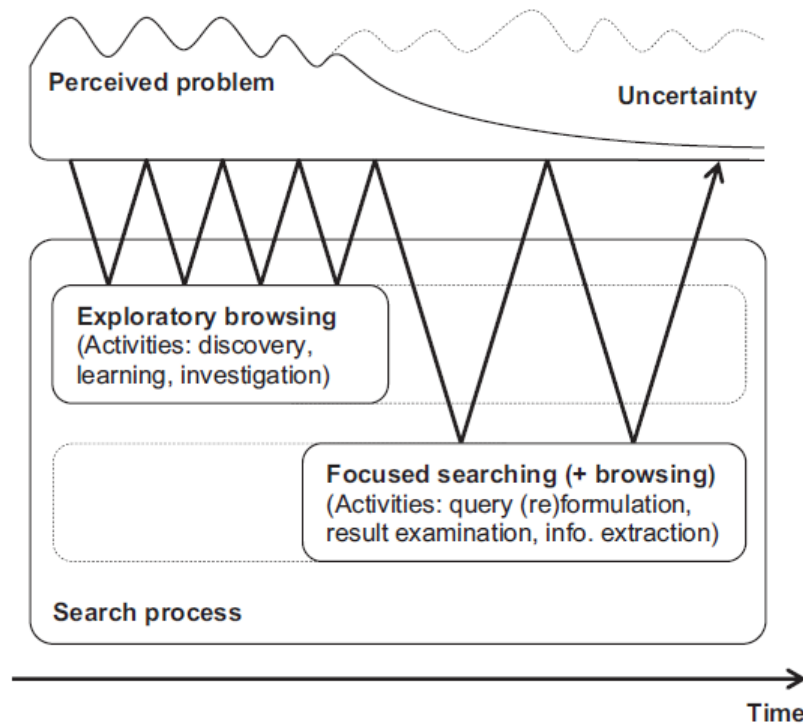 Perceived problem
Uncertainty
Exploratory browsing
(Activities: discovery,
learning, investigation)
Focused searching (+ browsing)
(Activities: query (re)formulation,
result examination, info. extraction)
Search process
Time